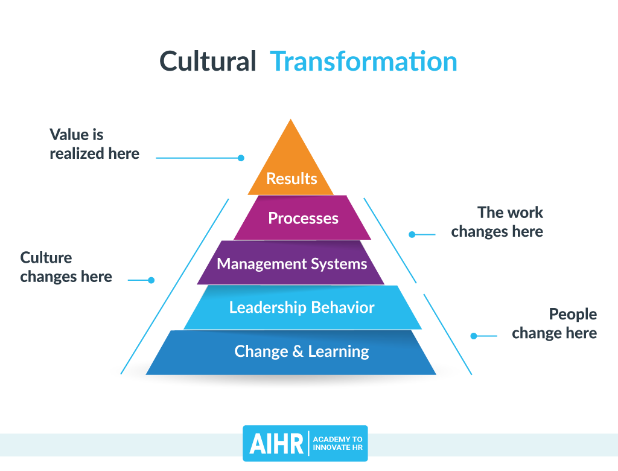 Cultural Transformation
Value is
realized here
Results
Processes
The work
changes here
Culture
changes here
Management Systems
Leadership Behavior
People
change here
Change & Learning
AIHR
ACADEMY TO
INNOVATE HR